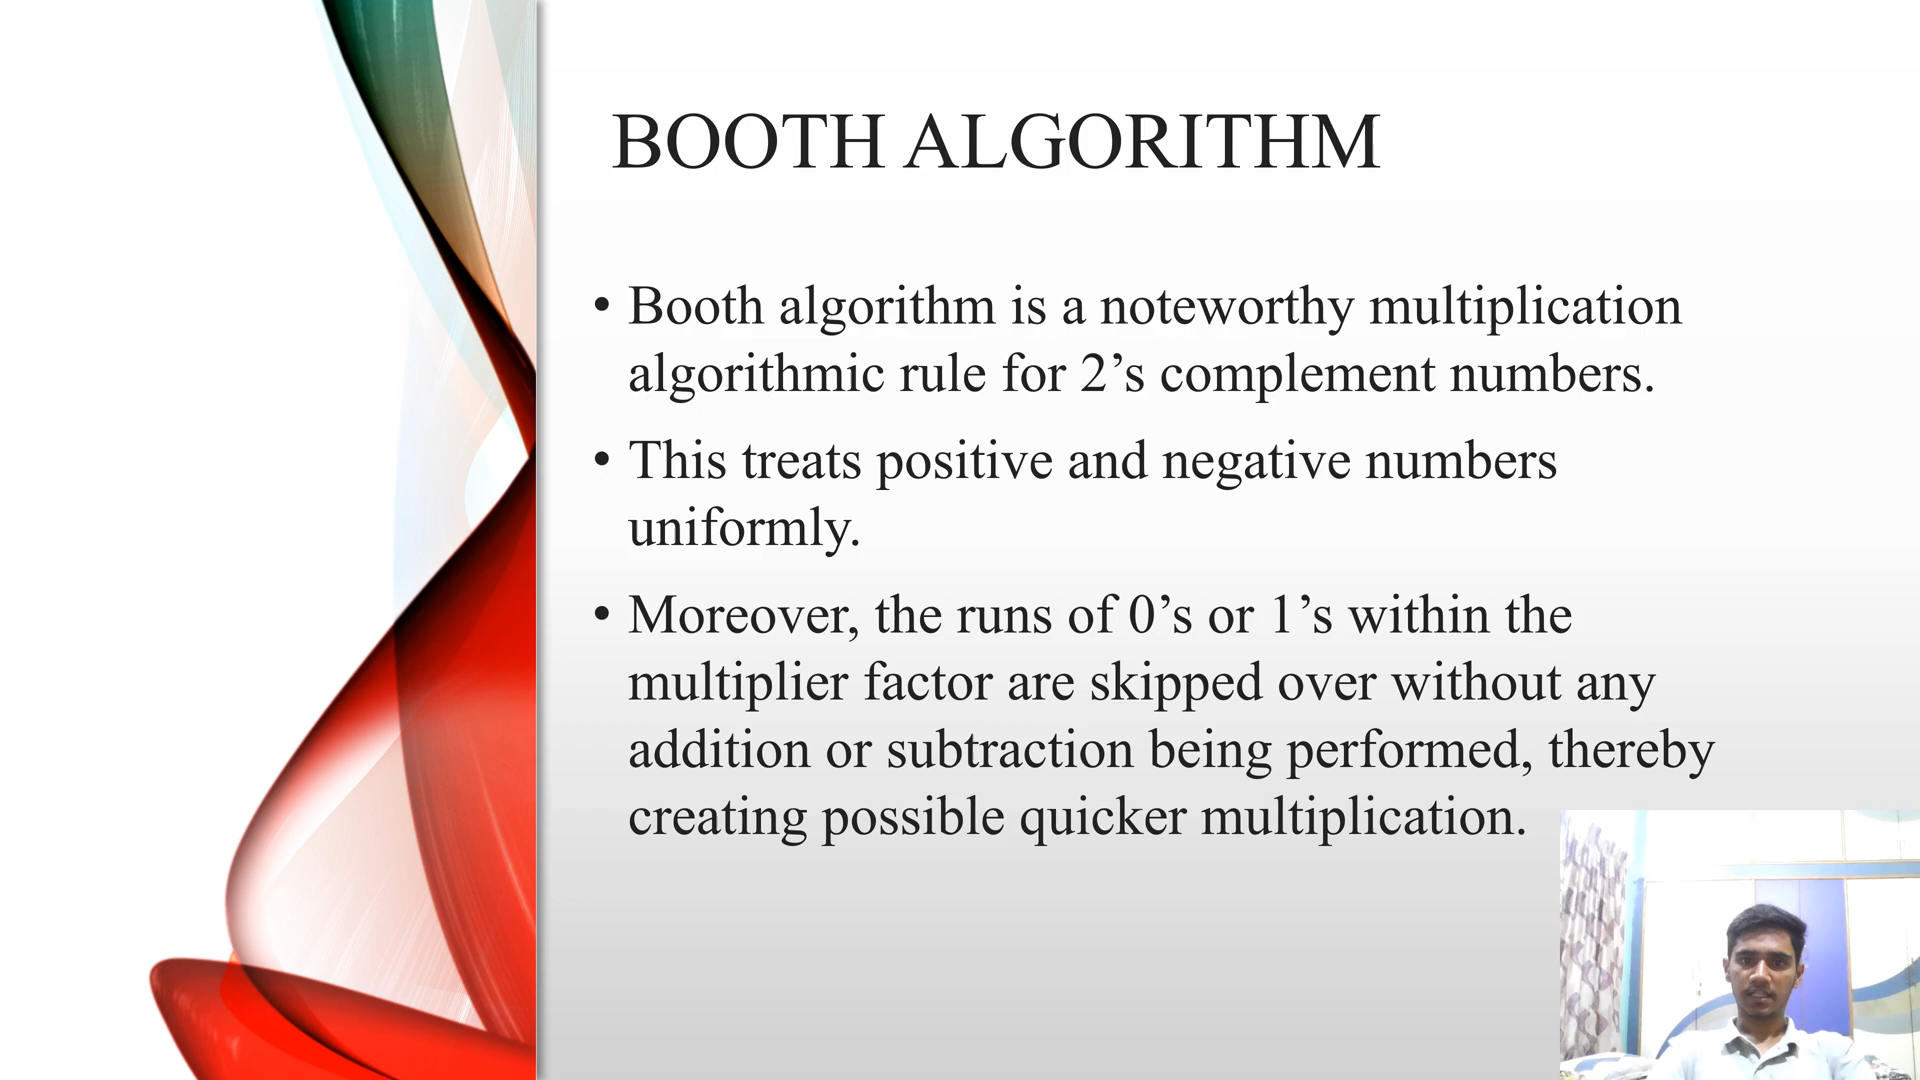 BOOTH ALGORITHM
• Booth algorithm is a noteworthy multiplication
algorithmic rule for 2’s complement numbers.
• This treats positive and negative numbers
uniformly.
• Moreover, the runs of 0’s or 1’s within the
multiplier factor are skipped over without any
addition or subtraction being performed, thereby
creating possible quicker multiplication.